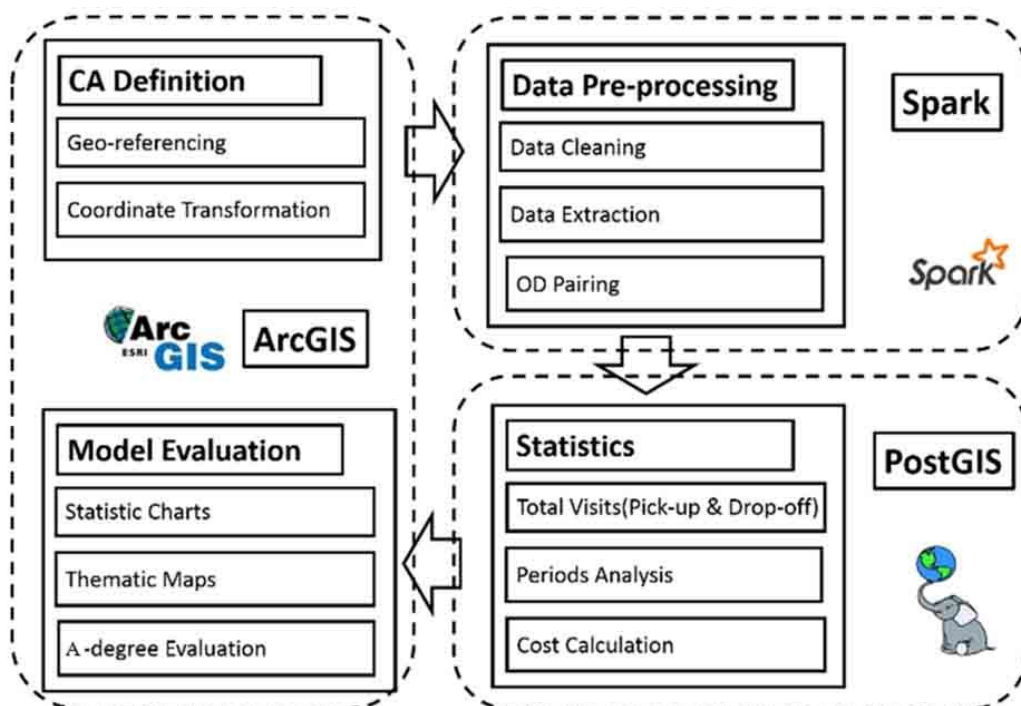 CA Definition
Geo-referencing
Coordinate Transformation
Arc
ESRI
GIS
ArcGIS
Data Pre-processing
Data Cleaning
Data Extraction
OD Pairing
Spark
Spark
Statistics
Total Visits(Pick-up & Drop-off)
Periods Analysis
Cost Calculation
PostGIS
Model Evaluation
Statistic Charts
Thematic Maps
A-degree Evaluation